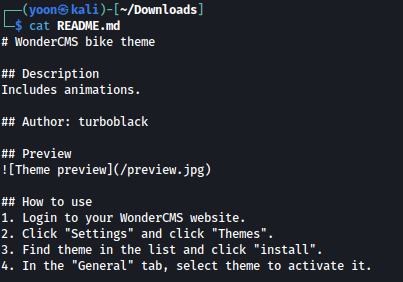 ┌──(yoon㉿kali)-[~/Downloads]
└─$ cat README.md
# WonderCMS bike theme
## Description
Includes animations.
## Author: turboblack
## Preview
![Theme preview](/preview.jpg)
## How to use
1. Login to your WonderCMS website.
2. Click "Settings" and click "Themes".
3. Find theme in the list and click "install".
4. In the "General" tab, select theme to activate it.